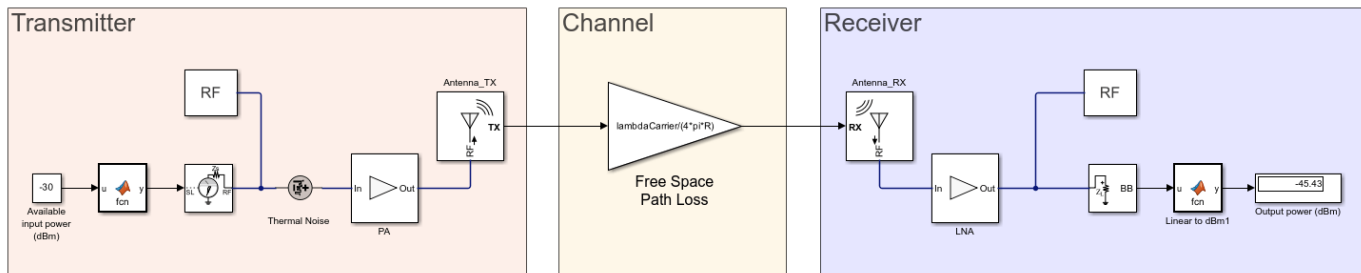 Transmitter
Channel
Receiver
RF
Antenna_TX
TX
RF
lambdaCarrier/(4*pi*R)
Free Space
Path Loss
Antenna_RX
RX
RF
RF
-30
Available
input power
(dBm)
u
y
fcn
SL
RF
Thermal Noise
In
Out
PA
In
Out
LNA
BB
u
y
fcn
Linear to dBm1
-45.43
Output power (dBm)